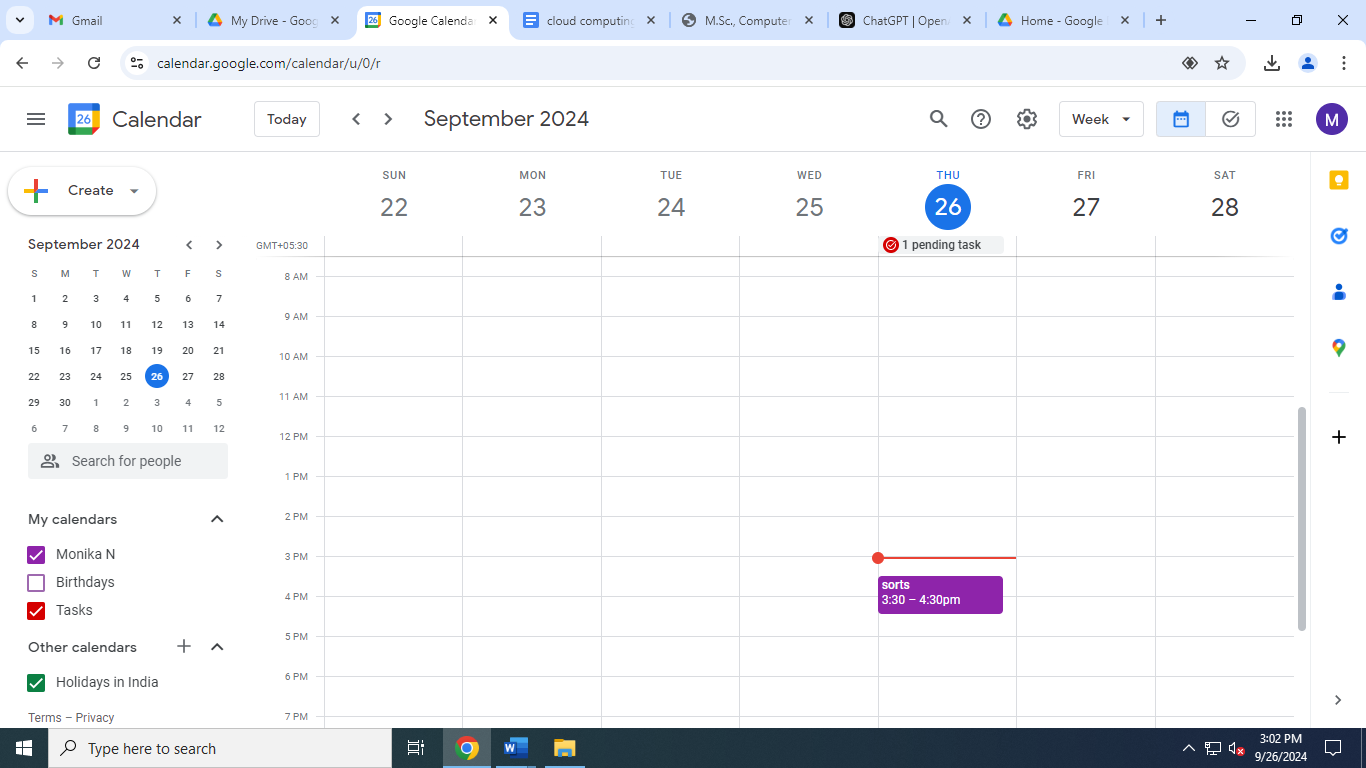 Gmail
My Drive - Goog
Google Calendar
cloud computing
M.Sc., Computer
ChatGPT | OpenA
Home - Google
calendar.google.com/calendar/u/0/r
26
Calendar
Today
September 2024
Week
M
Create
SUN MON TUE WED THU FRI SAT
22 23 24 25 26 27 28
September 2024
GMT+05:30
1 pending task
S M T W T F S
1 2 3 4 5 6 7
8 9 10 11 12 13 14
15 16 17 18 19 20 21
22 23 24 25 26 27 28
29 30 1 2 3 4 5
6 7 8 9 10 11 12
Search for people
My calendars
Monika N
Birthdays
Tasks
Other calendars
Holidays in India
Terms – Privacy
8 AM
9 AM
10 AM
11 AM
12 PM
1 PM
2 PM
3 PM
4 PM
5 PM
6 PM
7 PM
sorts
3:30 – 4:30pm
Type here to search
3:02 PM
9/26/2024